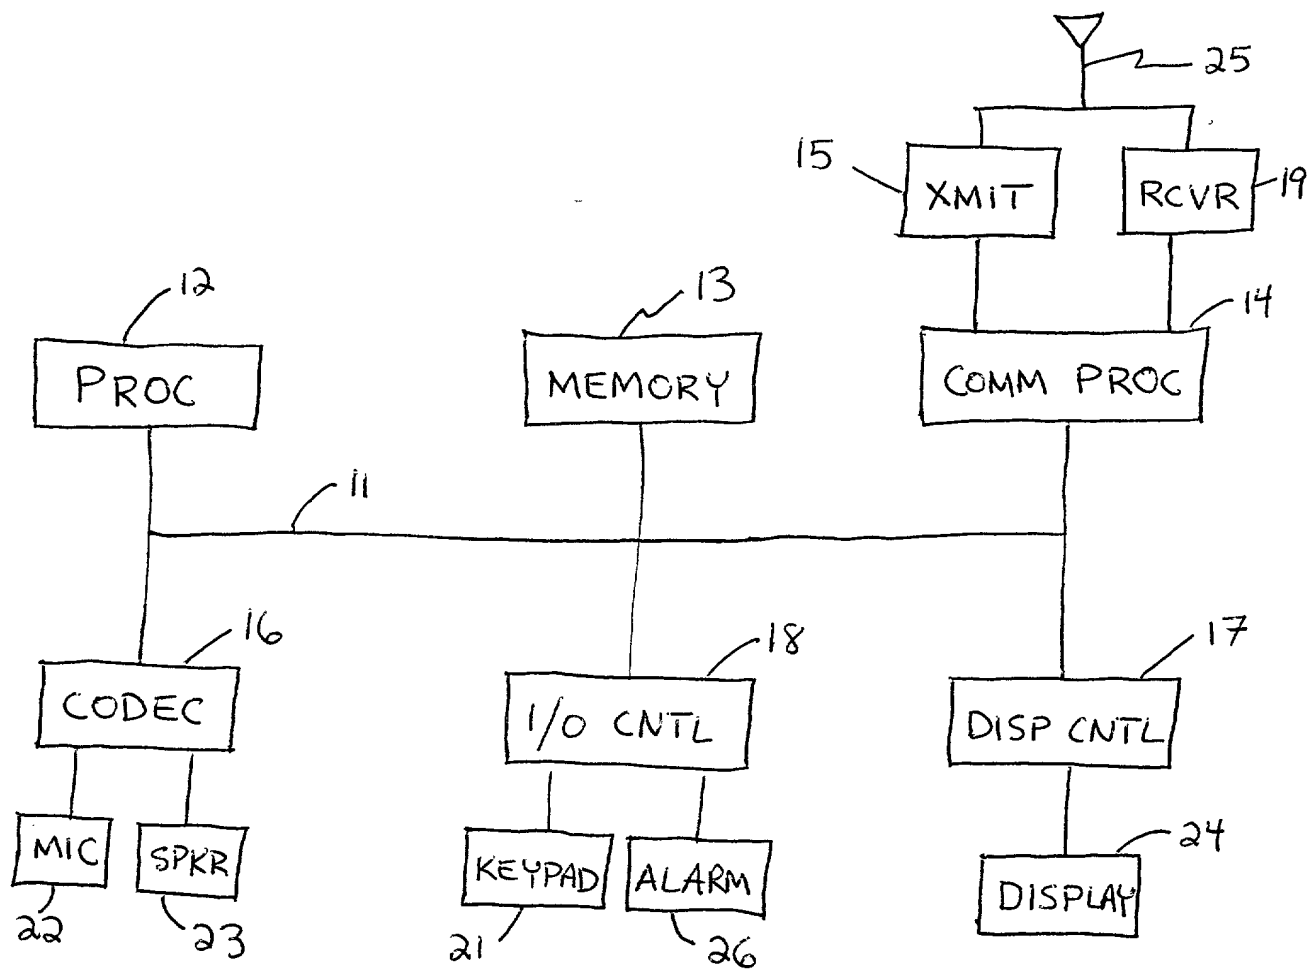 25
15
XMIT
RCVR
19
12
13
14
PROC
MEMORY
COMM PROC
11
16
18
17
CODEC
I/O CNTL
DISP CNTL
MIC
SPKR
KEYPAD
ALARM
24
DISPLAY
22
23
21
26